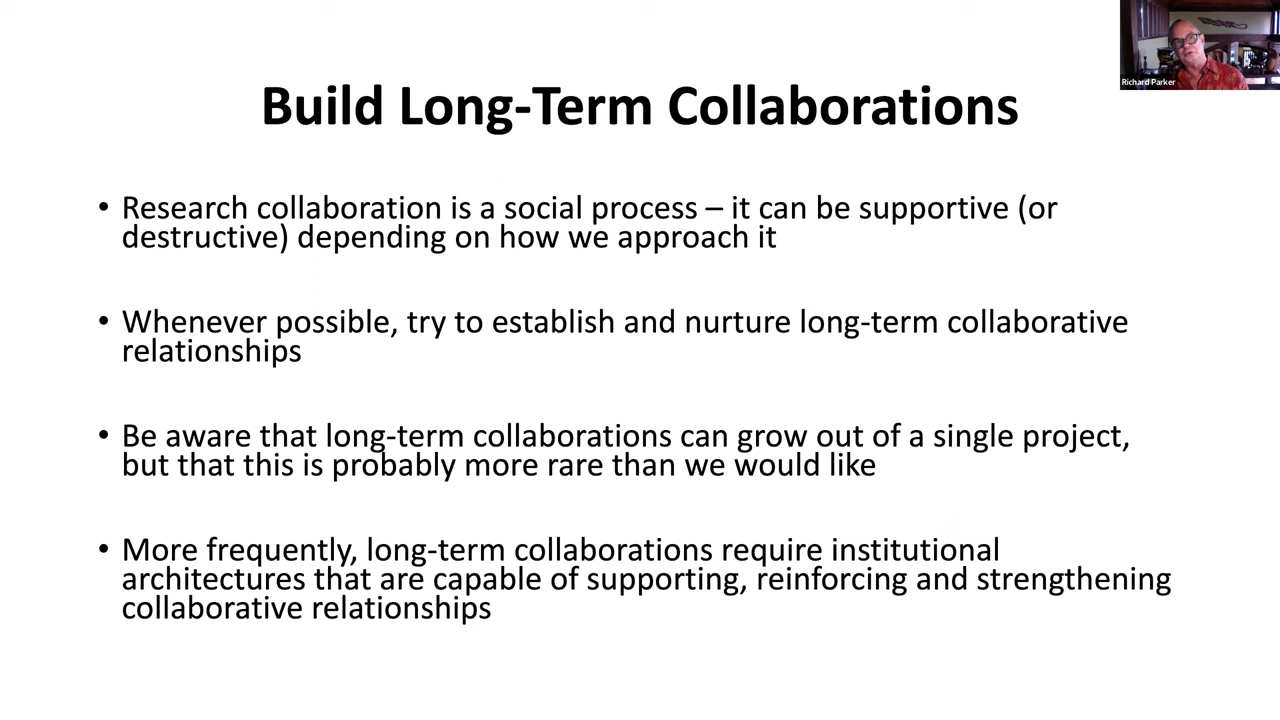 Richard Parker
Build Long-Term Collaborations
• Research collaboration is a social process – it can be supportive (or
destructive) depending on how we approach it
• Whenever possible, try to establish and nurture long-term collaborative
relationships
• Be aware that long-term collaborations can grow out of a single project,
but that this is probably more rare than we would like
• More frequently, long-term collaborations require institutional
architectures that are capable of supporting, reinforcing and strengthening
collaborative relationships